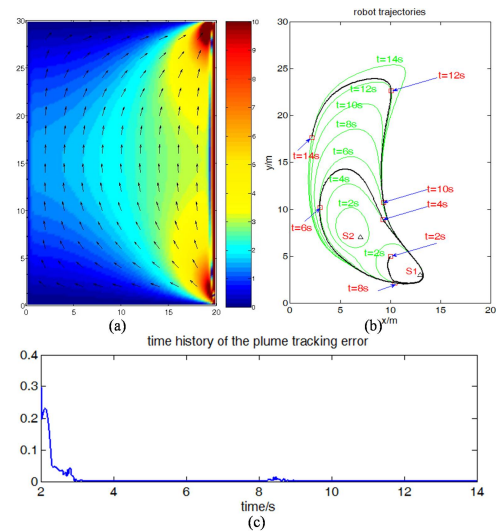 robot trajectories
30
25
20
15
10
5
0
0 5 10 15 20
10
9
8
7
6
5
4
3
2
1
0
(a)
y/m
30
25
20
15
10
5
0
0 5 10 15 20
x/m
t=14s
t=12s
t=12s
t=10s
t=8s
t=14s
t=6s
t=10s
t=4s
t=4s
t=2s
t=6s
S2
t=2s
t=2s
S1
t=8s
(b)
time history of the plume tracking error
0.4
0.3
0.2
0.1
0
2 4 6 8 10 12 14
time/s
(c)